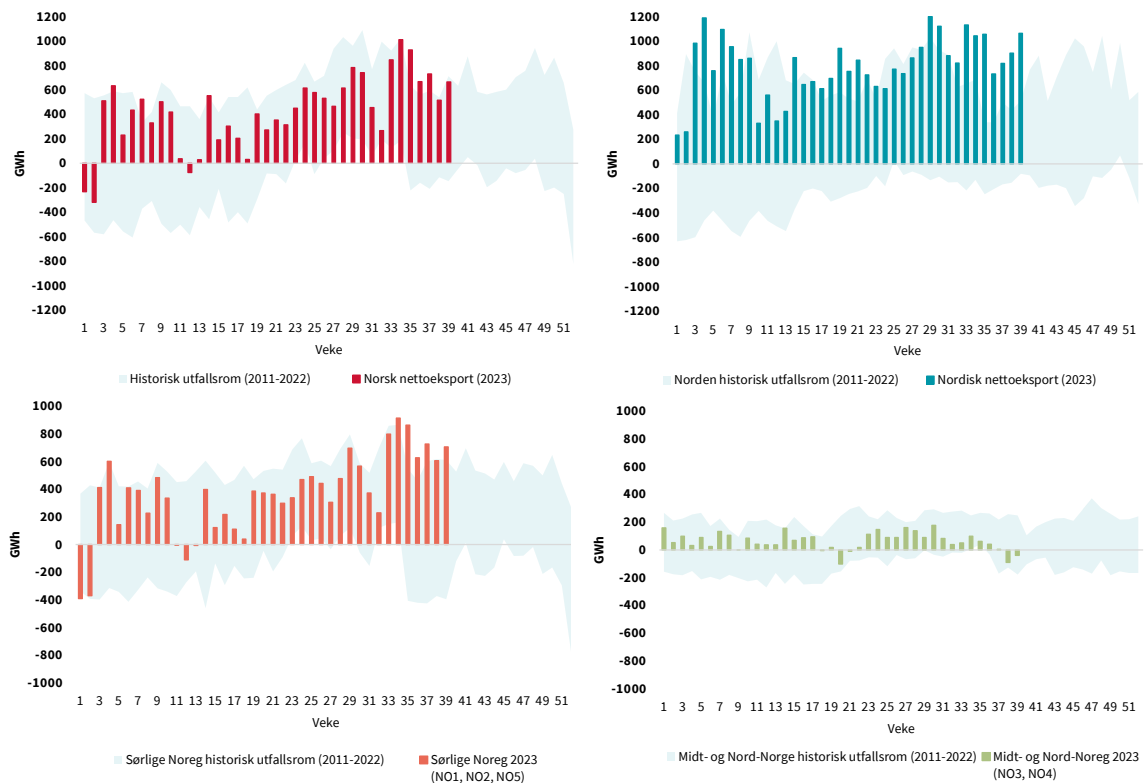 1200
1000
800
600
400
200
0
-200
-400
-600
-800
-1000
-1200
GWh
1 3 5 7 9 11 13 15 17 19 21 23 25 27 29 31 33 35 37 39 41 43 45 47 49 51
Veke
Historisk utfallsrom (2011-2022) Norsk nettoeksport (2023)
1200
1000
800
600
400
200
0
-200
-400
-600
-800
-1000
-1200
GWh
1 3 5 7 9 11 13 15 17 19 21 23 25 27 29 31 33 35 37 39 41 43 45 47 49 51
Veke
Norden historisk utfallsrom (2011-2022) Nordisk nettoeksport (2023)
1000
800
600
400
200
0
-200
-400
-600
-800
-1000
GWh
1 3 5 7 9 11 13 15 17 19 21 23 25 27 29 31 33 35 37 39 41 43 45 47 49 51
Veke
Sørlige Noreg historisk utfallsrom (2011-2022) Sørlige Noreg 2023
(NO1, NO2, NO5)
1000
800
600
400
200
0
-200
-400
-600
-800
-1000
GWh
1 3 5 7 9 11 13 15 17 19 21 23 25 27 29 31 33 35 37 39 41 43 45 47 49 51
Veke
Midt- og Nord-Norge historisk utfallsrom (2011-2022) Midt- og Nord-Noreg 2023
(NO3, NO4)